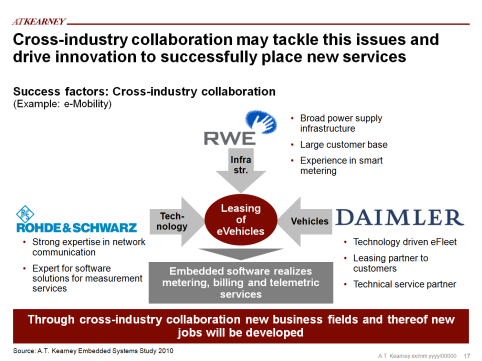 ATKEARNEY
Cross-industry collaboration may tackle this issues and
drive innovation to successfully place new services
Success factors: Cross-industry collaboration
(Example: e-Mobility)
RWE
• Broad power supply
infrastructure
• Large customer base
• Experience in smart
metering
Infra
str.
Tech-
nology
Leasing
of
eVehicles
Vehicles
ROHDE & SCHWARZ
• Strong expertise in network
communication
• Expert for software
solutions for measurement
services
DAIMLER
• Technology driven eFleet
• Leasing partner to
customers
• Technical service partner
Embedded software realizes
metering, billing and telemetric
services
Through cross-industry collaboration new business fields and thereof new
jobs will be developed
Source: A.T. Kearney Embedded Systems Study 2010
A.T. Kearney xx/mm.yyyy/00000 17